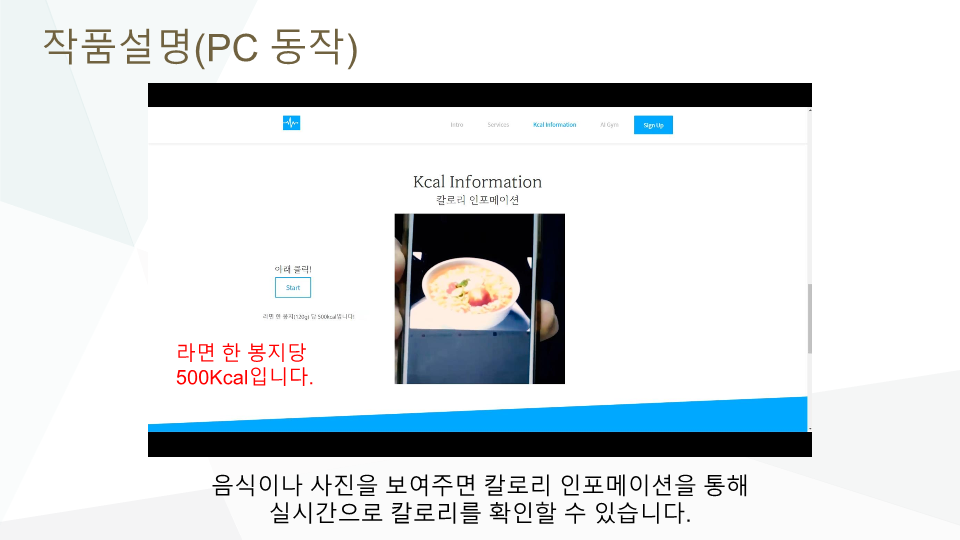 작품설명(PC 동작)
Intro
Services
Kcal Information
AI Gym
Sign Up
Kcal Information
칼로리 인포메이션
아래 클릭!
Start
라면 한 봉지(120g) 당 500kcal입니다!
라면 한 봉지당
500Kcal입니다.
음식이나 사진을 보여주면 칼로리 인포메이션을 통해
실시간으로 칼로리를 확인할 수 있습니다.